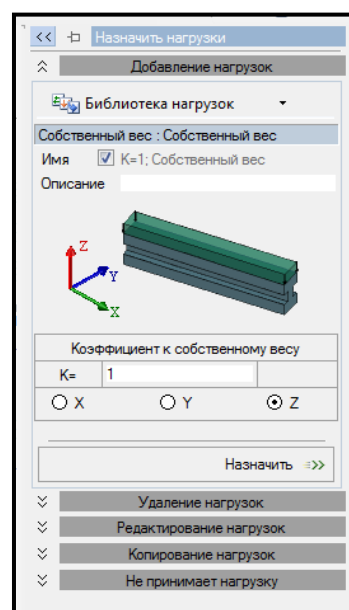 << Назначить нагрузки
Добавление нагрузок
Библиотека нагрузок
Собственный вес : Собственный вес
Имя K=1; Собственный вес
Описание
Z
Y
X
Коэффициент к собственному весу
K= 1
X Y Z
Назначить
Удаление нагрузок
Редактирование нагрузок
Копирование нагрузок
Не принимает нагрузку